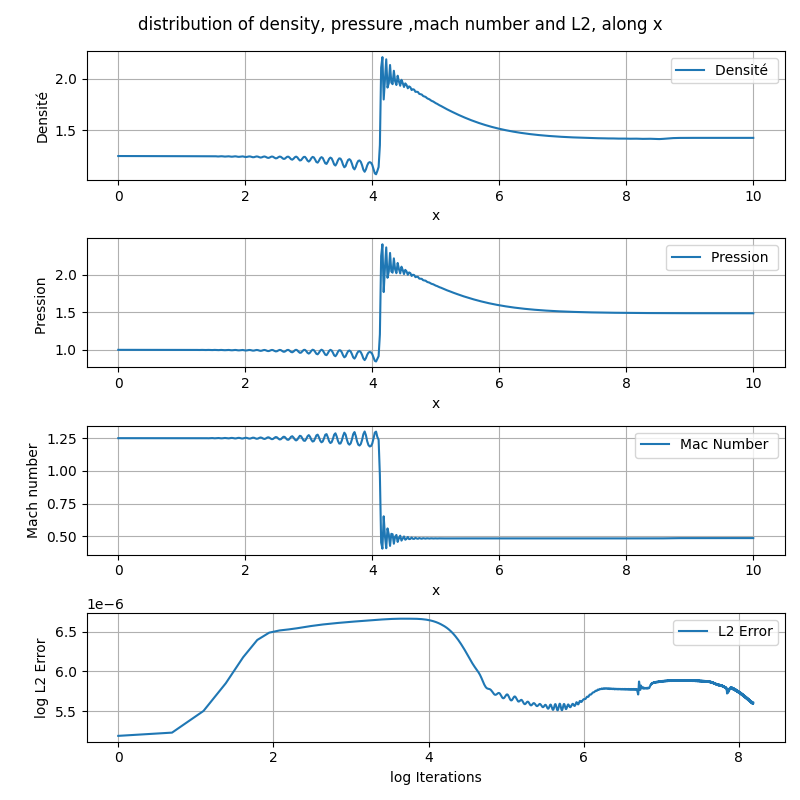 distribution of density, pressure ,mach number and L2, along x
Densité
2.0
1.5
Densité
0 2 4 6 8 10
x
Pression
2.0
1.5
1.0
Pression
0 2 4 6 8 10
x
Mach number
1.25
1.00
0.75
0.50
Mac Number
0 2 4 6 8 10
x
1e−6
log L2 Error
6.5
6.0
5.5
L2 Error
0 2 4 6 8
log Iterations